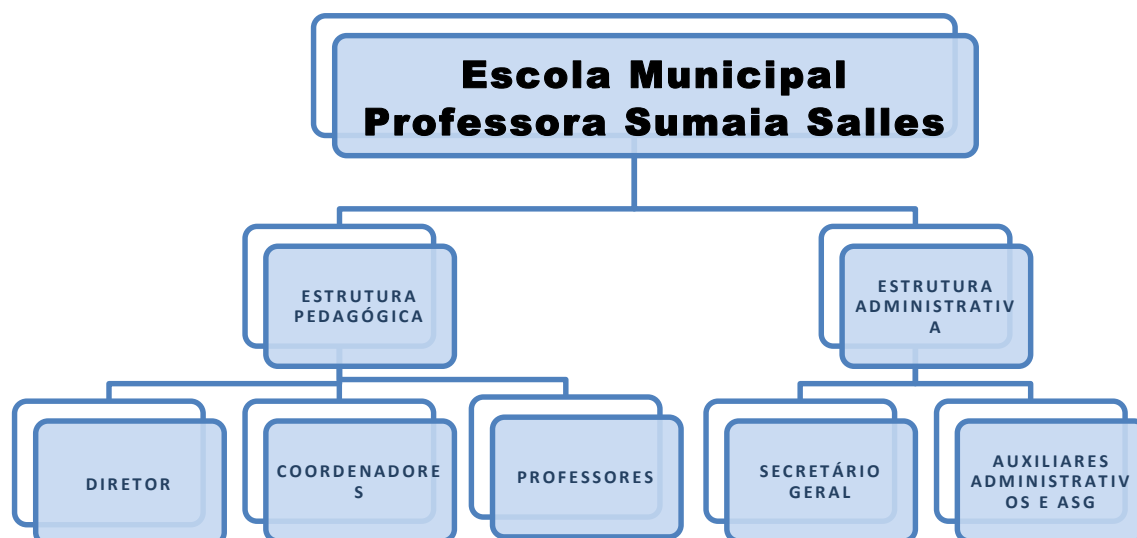 Escola Municipal
Professora Sumaia Salles
ESTRUTURA
PEDAGÓGICA
ESTRUTURA
ADMINISTRATIV
A
DIRETOR
COORDENADORE
S
PROFESSORES
SECRETÁRIO
GERAL
AUXILIARES
ADMINISTRATIV
OS E ASG